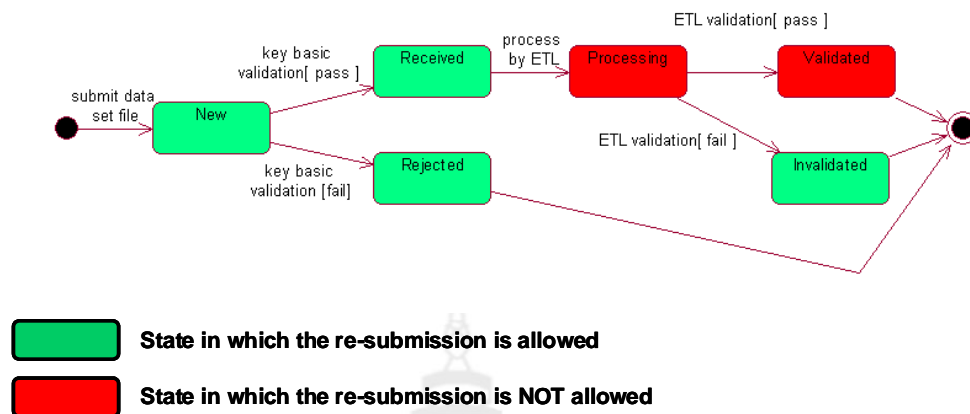 ETL validation[ pass ]
process
by ETL
key basic
validation[ pass ]
Received
Processing
Validated
submit data
set file
New
ETL validation[ fail ]
key basic
validation [fail]
Rejected
Invalidated
State in which the re-submission is allowed
State in which the re-submission is NOT allowed